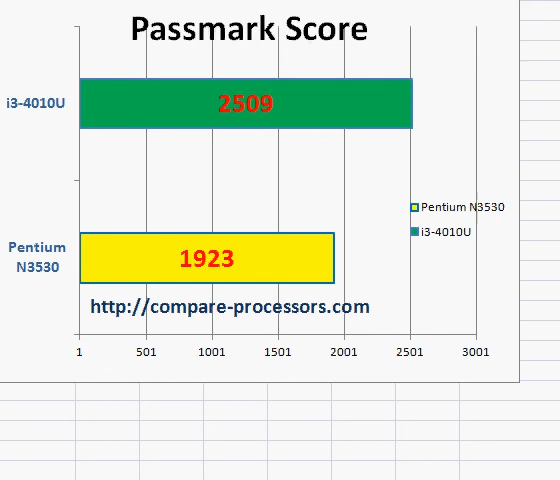 Passmark Score
i3-4010U
2509
Pentium N3530
i3-4010U
Pentium
N3530
1923
http://compare-processors.com
1
501
1001
1501
2001
2501
3001